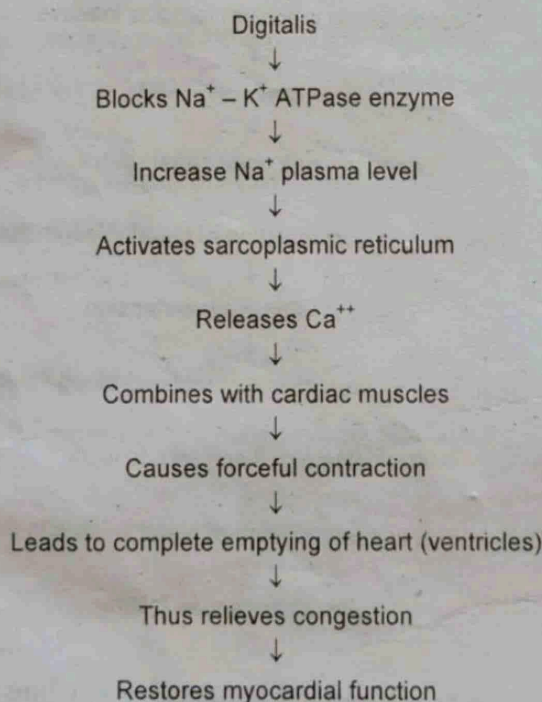 Digitalis
↓
Blocks Na⁺ – K⁺ ATPase enzyme
↓
Increase Na⁺ plasma level
↓
Activates sarcoplasmic reticulum
↓
Releases Ca⁺⁺
↓
Combines with cardiac muscles
↓
Causes forceful contraction
↓
Leads to complete emptying of heart (ventricles)
↓
Thus relieves congestion
↓
Restores myocardial function